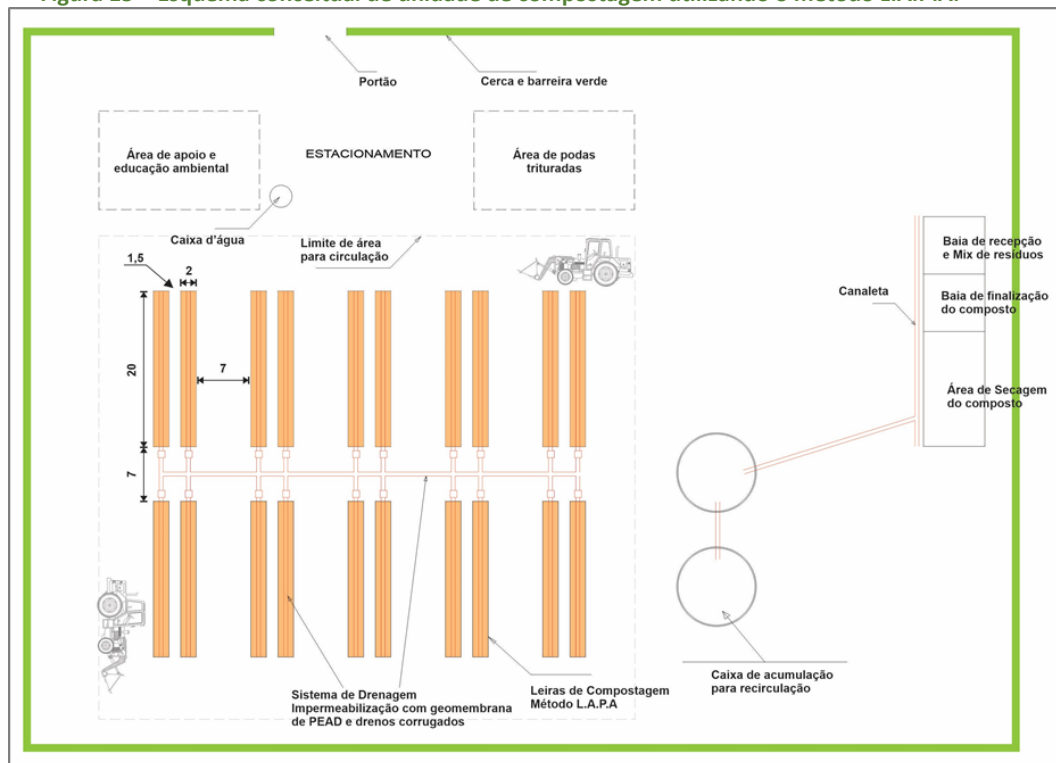 Portão
Cerca e barreira verde
Área de apoio e
educação ambiental
ESTACIONAMENTO
Área de podas
trituradas
Caixa d'água
Limite de área
para circulação
Baia de recepção
e Mix de resíduos
Canaleta
Baia de finalização
do composto
Área de Secagem
do composto
1,5
2
20
7
7
Sistema de Drenagem
Impermeabilização com geomembrana
de PEAD e drenos corrugados
Leiras de Compostagem
Método L.A.P.A
Caixa de acumulação
para recirculação